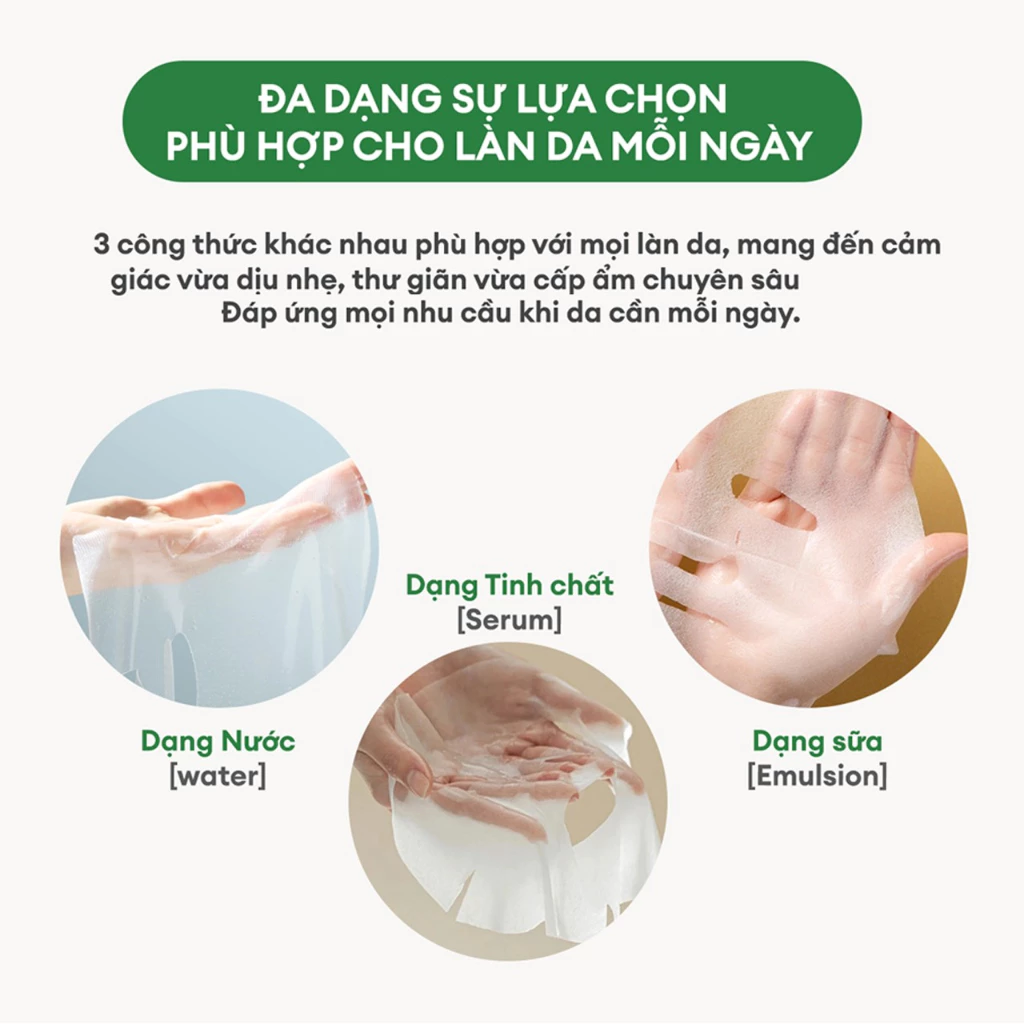 ĐA DẠNG SỰ LỰA CHỌN
PHÙ HỢP CHO LÀN DA MỖI NGÀY
3 công thức khác nhau phù hợp với mọi làn da, mang đến cảm
giác vừa dịu nhẹ, thư giãn vừa cấp ẩm chuyên sâu
Đáp ứng mọi nhu cầu khi da cần mỗi ngày.
Dạng Tinh chất
[Serum]
Dạng Nước
[water]
Dạng sữa
[Emulsion]